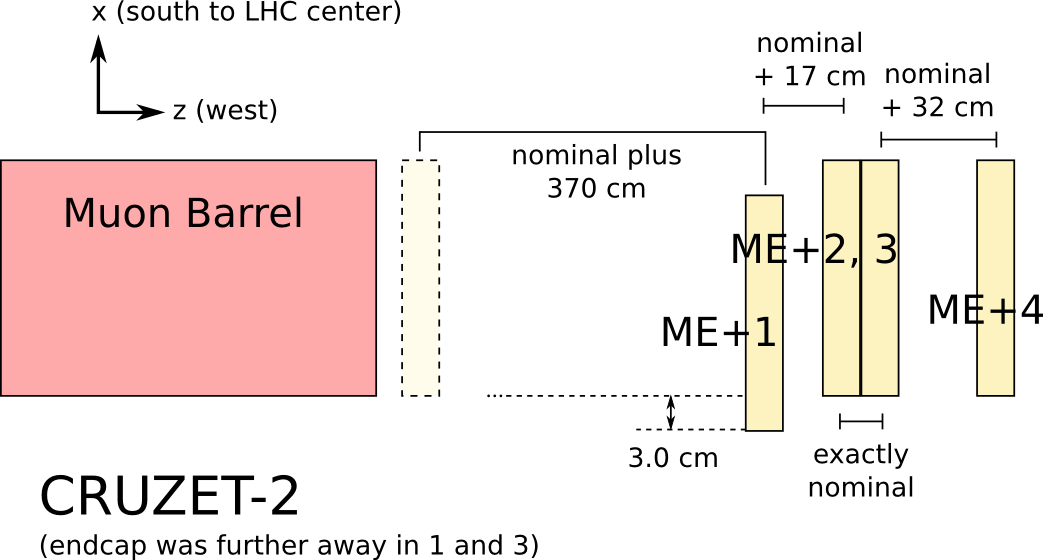 x (south to LHC center)
z (west)
nominal
+ 17 cm
nominal
+ 32 cm
nominal plus
370 cm
Muon Barrel
ME+2, 3
ME+4
ME+1
3.0 cm
exactly
nominal
CRUZET-2
(endcap was further away in 1 and 3)